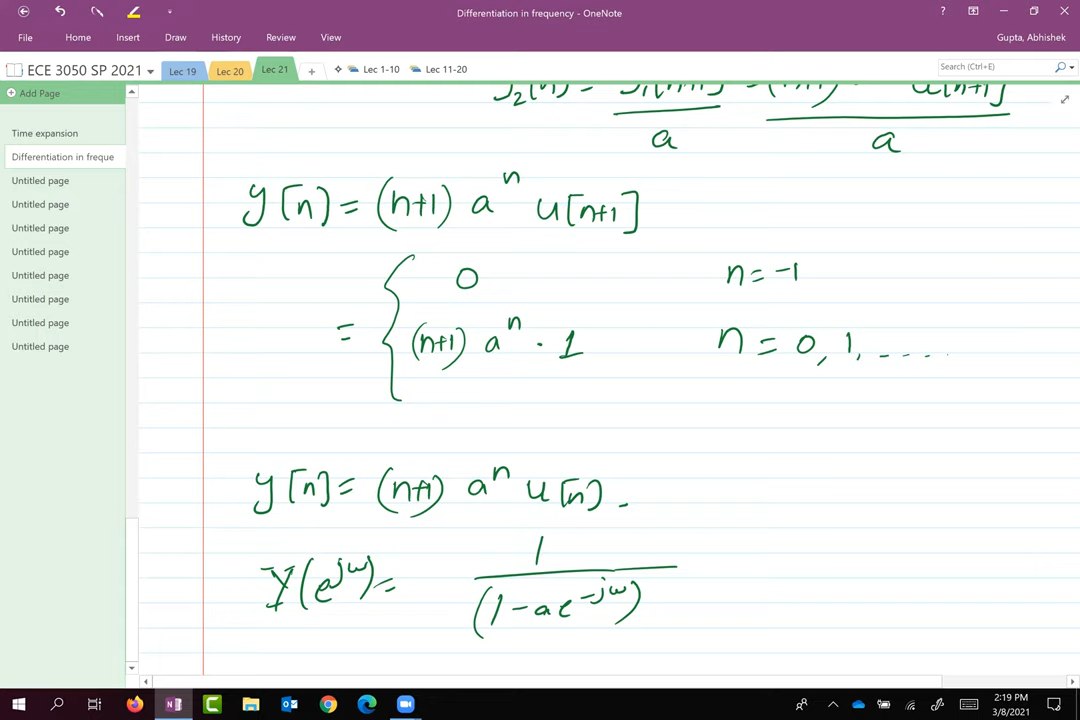 Differentiation in frequency - OneNote
File Home Insert Draw History Review View
Gupta, Abhishek
ECE 3050 SP 2021
Lec 19 Lec 20 Lec 21 + Lec 1-10 Lec 11-20
Search (Ctrl+E)
Add Page
Time expansion
Differentiation in freque
Untitled page
Untitled page
Untitled page
Untitled page
Untitled page
Untitled page
Untitled page
Untitled page
a a
y[n] = (n+1) a^n u[n+1]
= { 0 n = -1
(n+1) a^n · 1 n = 0, 1, .....
y[n] = (n+1) a^n u[n].
Y(e^jω) = 1
(1 - ae^-jω)
2:19 PM
3/8/2021